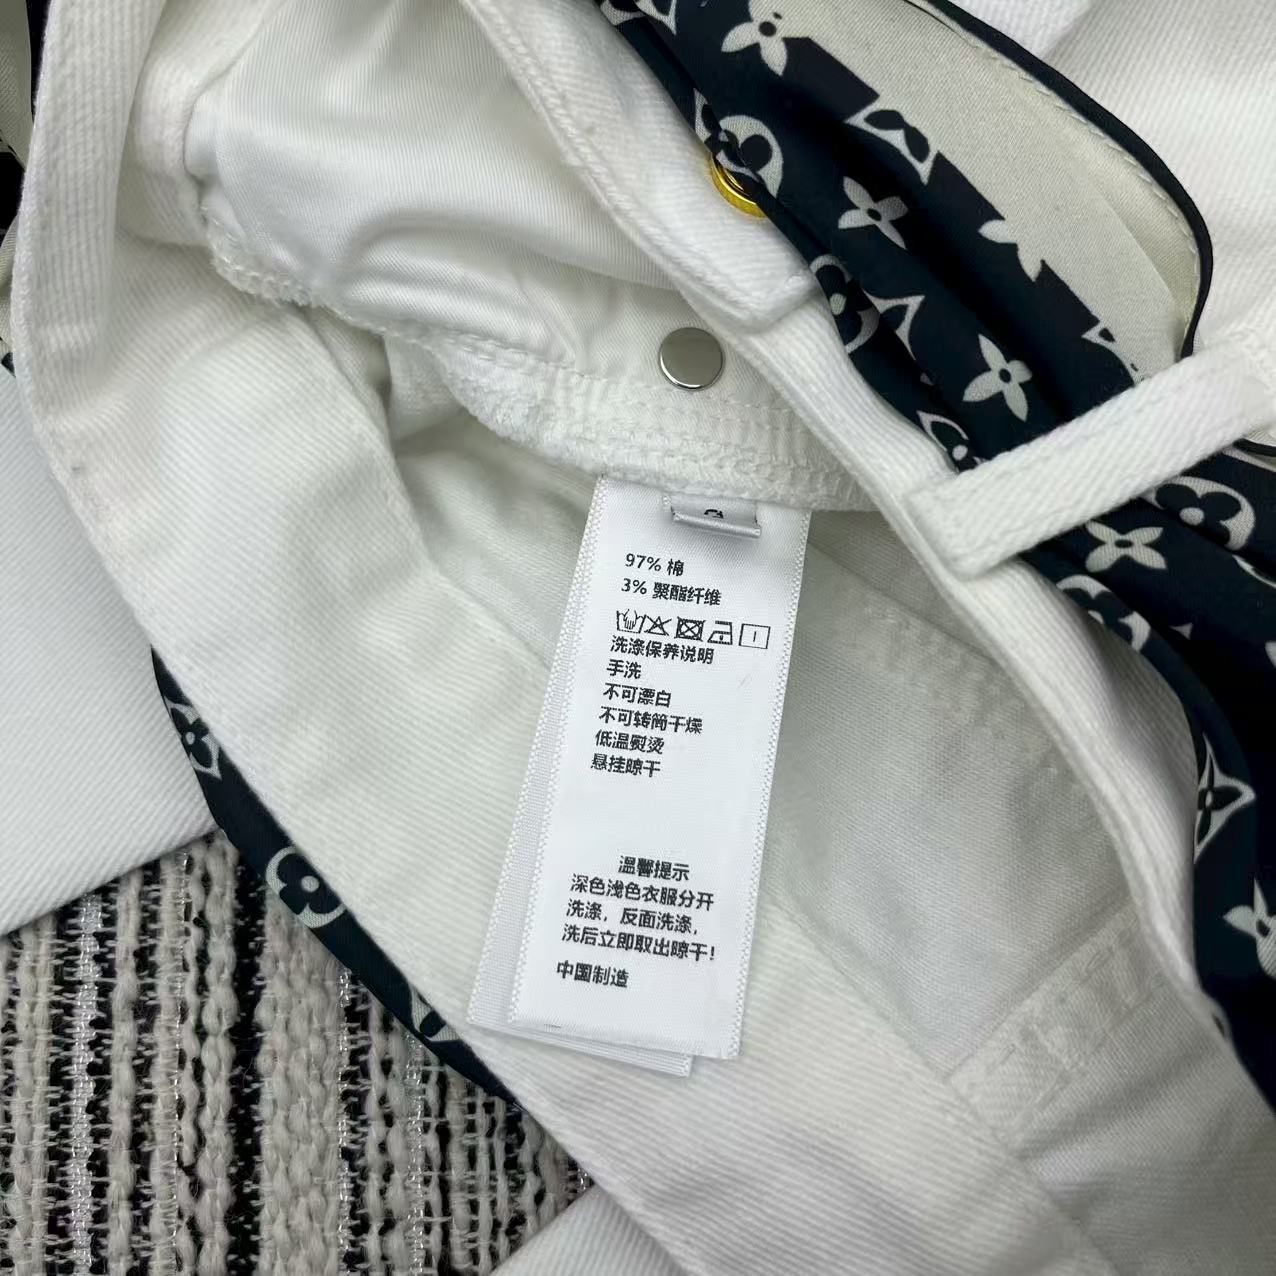 97% 棉
3% 聚酯纤维
洗涤保养说明
手洗
不可漂白
不可转筒干燥
低温熨烫
悬挂晾干
温馨提示
深色浅色衣服分开
洗涤，反面洗涤，
洗后立即取出晾干！
中国制造